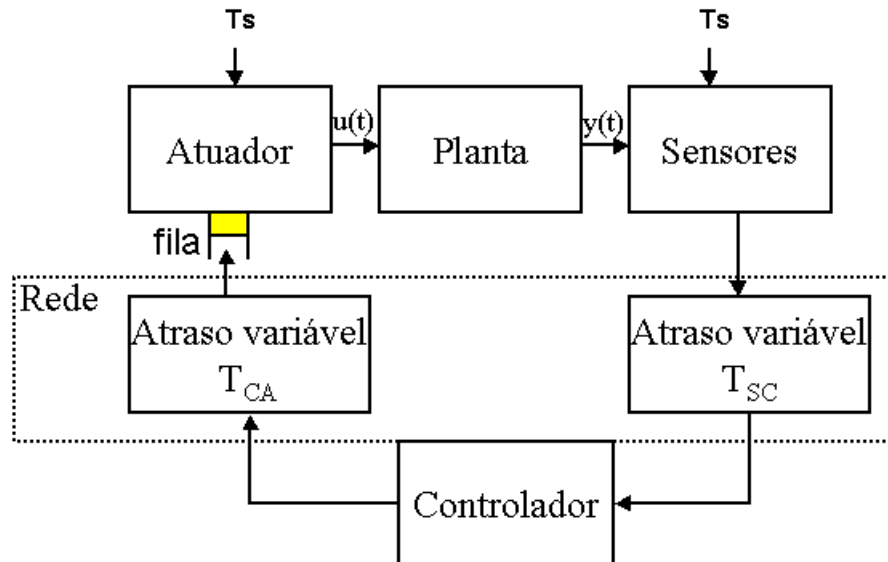 Ts
Ts
Atuador
u(t)
Planta
y(t)
Sensores
fila
Rede
Atraso variável
T_CA
Atraso variável
T_SC
Controlador